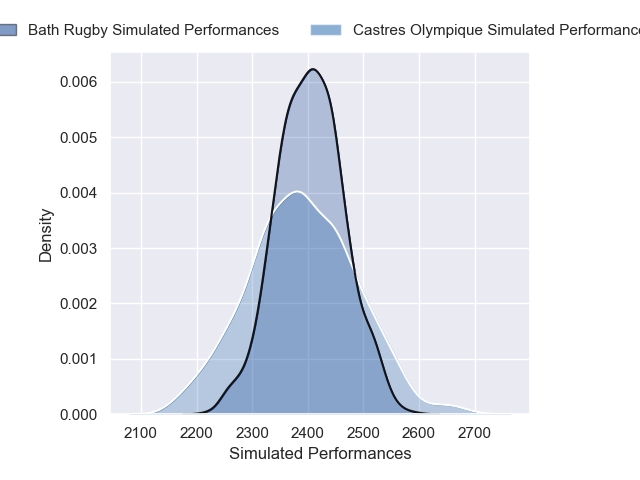 Bath Rugby Simulated Performances
Castres Olympique Simulated
0.006
0.005
0.004
0.003
0.002
0.001
0.000
Density
2100 2200 2300 2400 2500 2600 2700
Simulated Performances